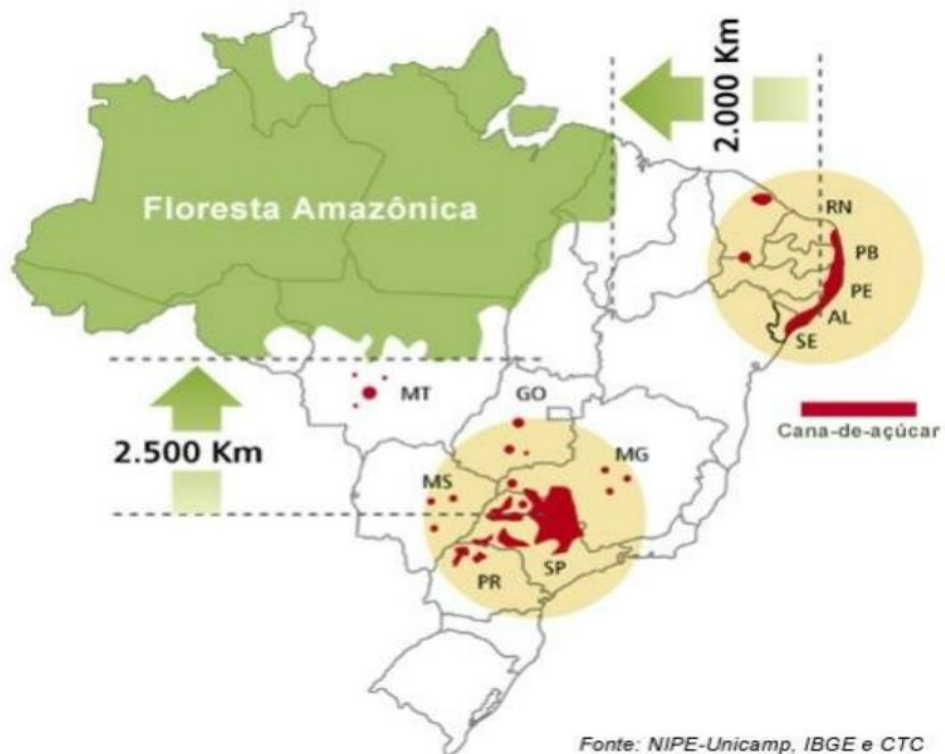 2.000 Km
Floresta Amazônica
RN
PB
PE
AL
SE
MT
GO
Cana-de-açúcar
2.500 Km
MG
MS
SP
PR
Fonte: NIPE-Unicamp, IBGE e CTC